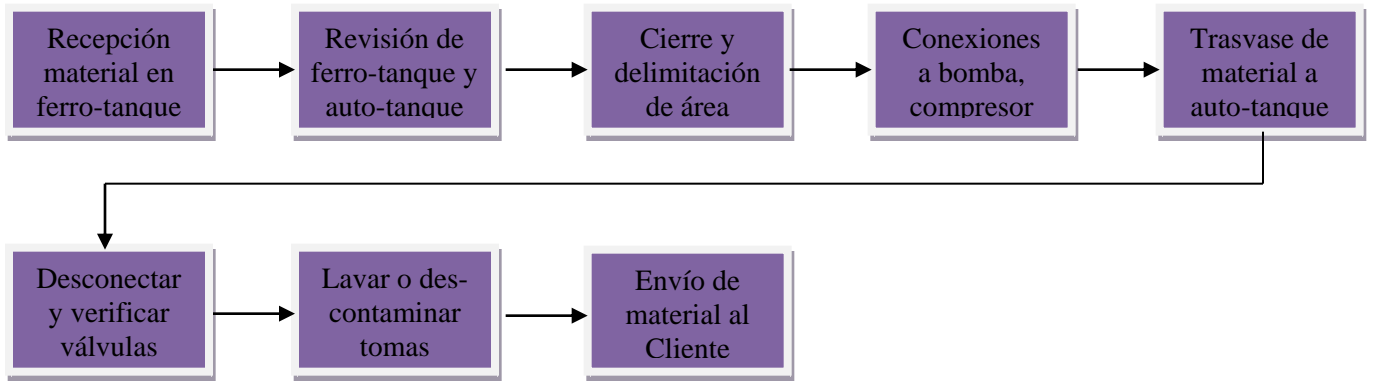 Recepción
material en
ferro-tanque
Revisión de
ferro-tanque y
auto-tanque
Cierre y
delimitación
de área
Conexiones
a bomba,
compresor
Trasvase de
material a
auto-tanque
Desconectar
y verificar
válvulas
Lavar o des-
contaminar
tomas
Envío de
material al
Cliente